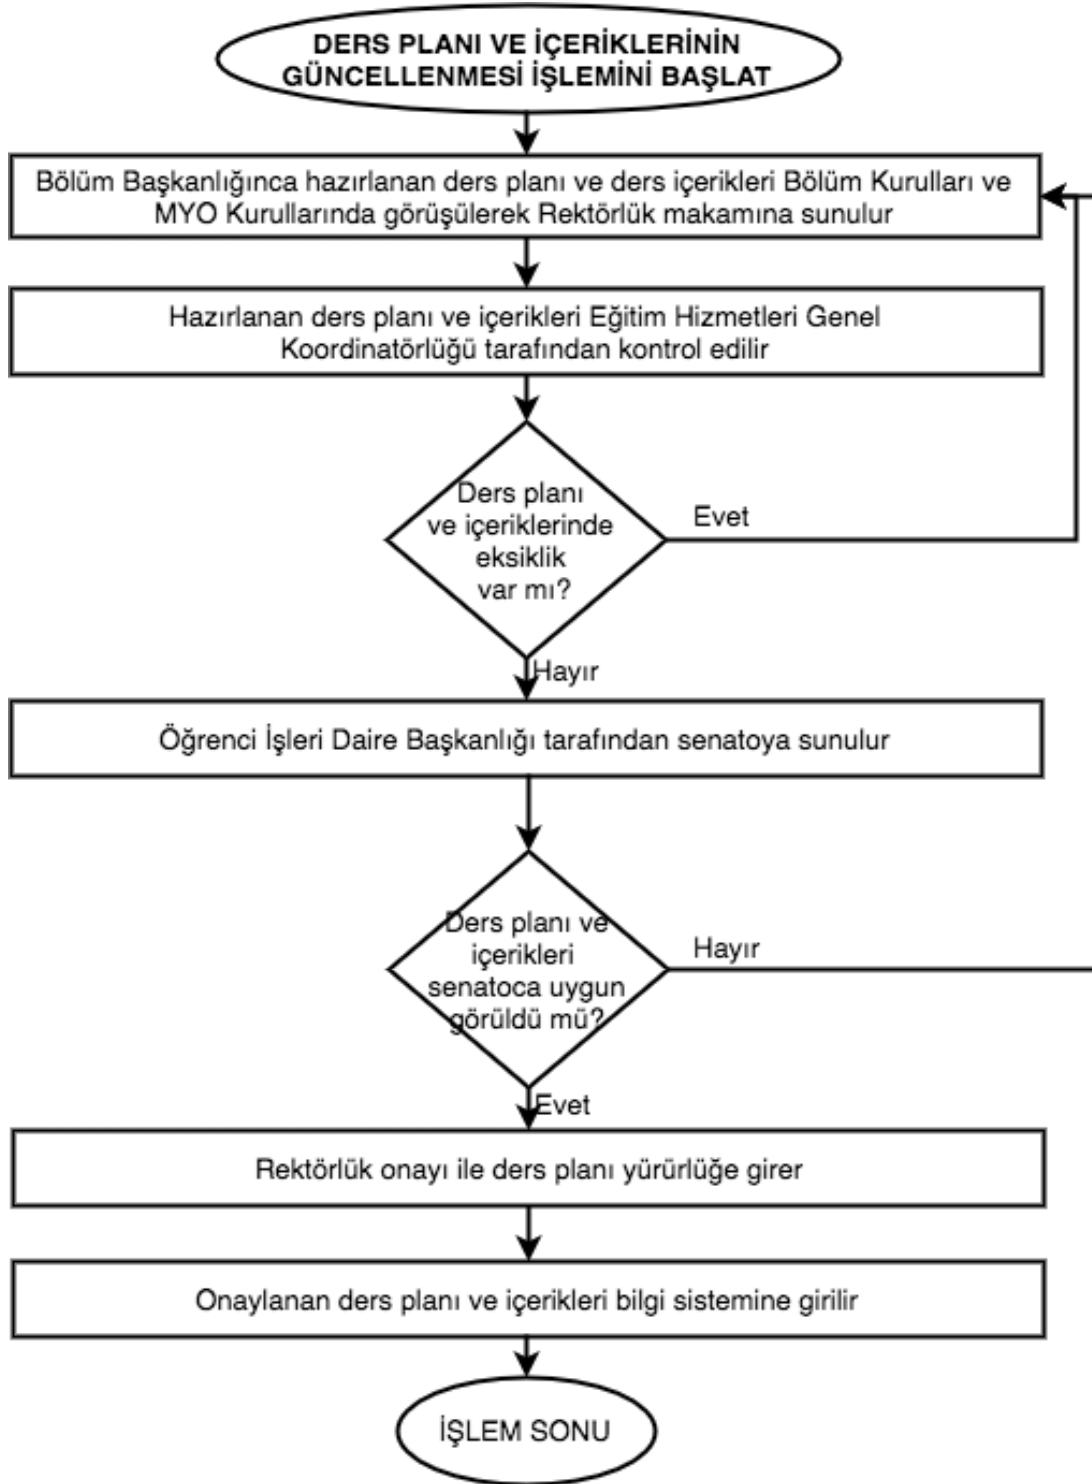 DERS PLANI VE İÇERİKLERİNİN
GÜNCELLENMESİ İŞLEMİNİ BAŞLAT
Bölüm Başkanlığınca hazırlanan ders planı ve ders içerikleri Bölüm Kurulları ve
MYO Kurullarında görüşülerek Rektörlük makamına sunulur
Hazırlanan ders planı ve içerikleri Eğitim Hizmetleri Genel
Koordinatörlüğü tarafından kontrol edilir
Ders planı
ve içeriklerinde
eksiklik
var mı?
Evet
Hayır
Öğrenci İşleri Daire Başkanlığı tarafından senatoya sunulur
Ders planı ve
içerikleri
senatoca uygun
görüldü mü?
Hayır
Evet
Rektörlük onayı ile ders planı yürürlüğe girer
Onaylanan ders planı ve içerikleri bilgi sistemine girilir
İŞLEM SONU